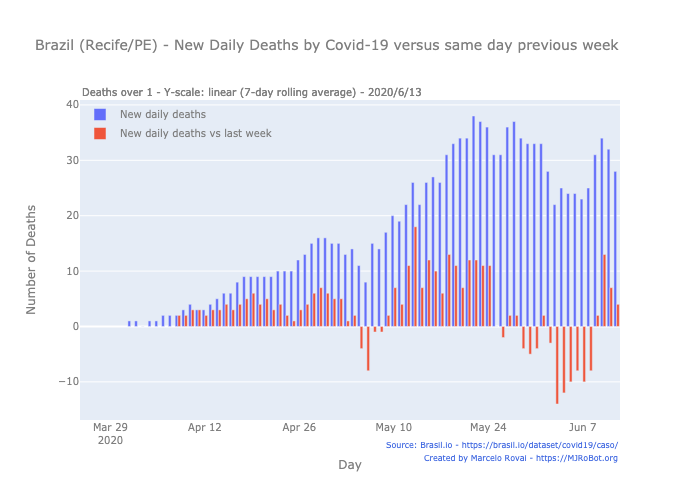 Brazil (Recife/PE) - New Daily Deaths by Covid-19 versus same day previous week
Deaths over 1 - Y-scale: linear (7-day rolling average) - 2020/6/13
New daily deaths
New daily deaths vs last week
Number of Deaths
40
30
20
10
0
−10
Mar 29
2020
Apr 12
Apr 26
May 10
May 24
Jun 7
Day
Source: Brasil.io - https://brasil.io/dataset/covid19/caso/
Created by Marcelo Rovai - https://MJRoBot.org